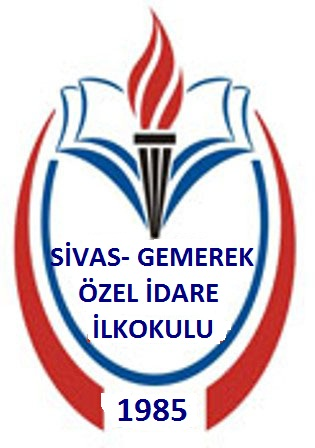 SİVAS- GEMEREK
ÖZEL İDARE
İLKOKULU
1985